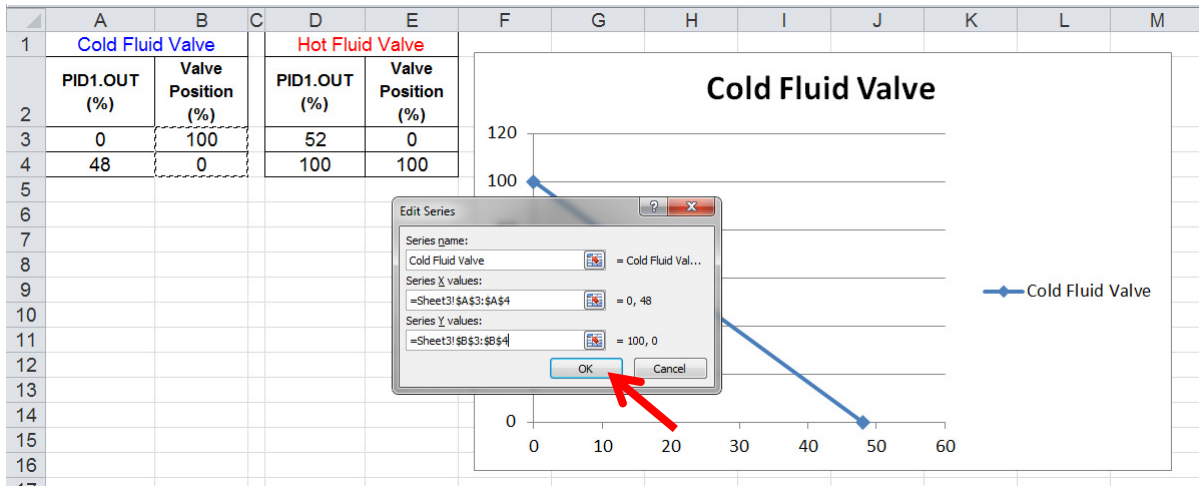 A B C D E F G H I J K L M
1 Cold Fluid Valve Hot Fluid Valve
2 PID1.OUT (%) Valve Position (%) PID1.OUT (%) Valve Position (%)
3 0 100 52 0
4 48 0 100 100
5
6
7
8
9
10
11
12
13
14
15
16
Cold Fluid Valve
120
100
0
0 10 20 30 40 50 60
Cold Fluid Valve
Edit Series
?
Series name:
Cold Fluid Valve = Cold Fluid Val...
Series X values:
=Sheet3!$A$3:$A$4 = 0, 48
Series Y values:
=Sheet3!$B$3:$B$4 = 100, 0
OK Cancel